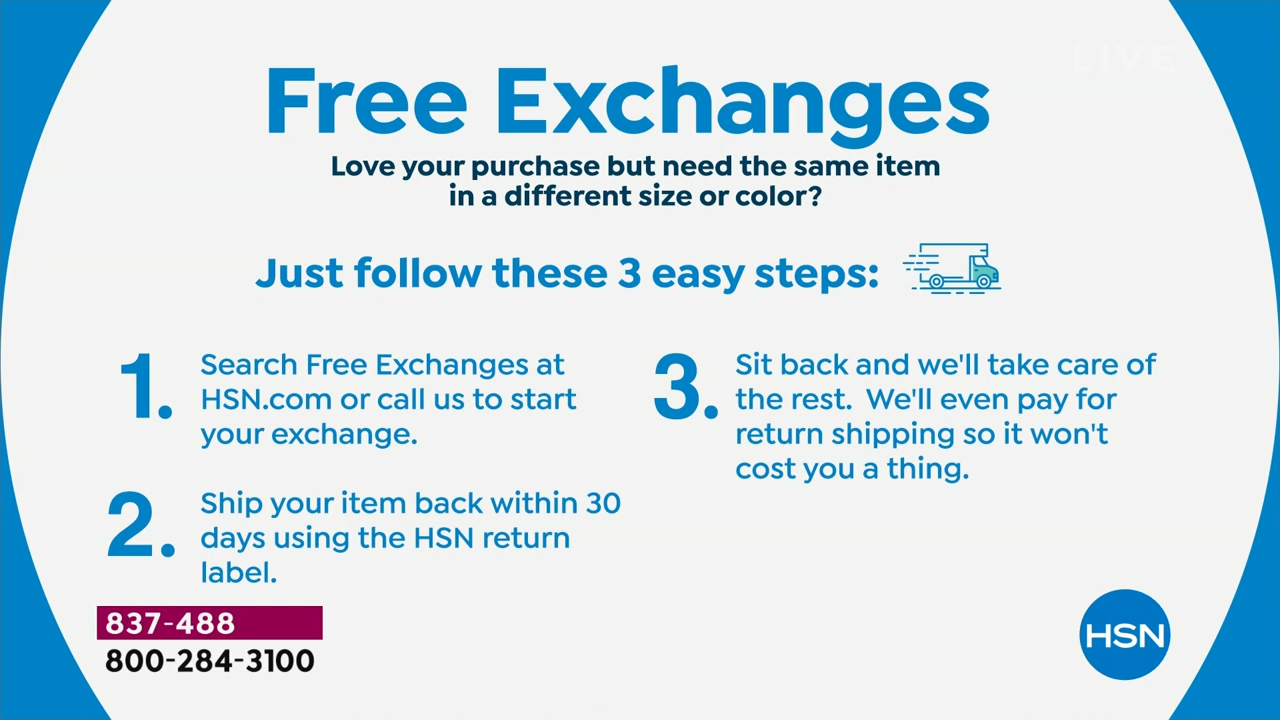 LIVE
Free Exchanges
Love your purchase but need the same item
in a different size or color?
Just follow these 3 easy steps:
1. Search Free Exchanges at
HSN.com or call us to start
your exchange.
2. Ship your item back within 30
days using the HSN return
label.
3. Sit back and we'll take care of
the rest. We'll even pay for
return shipping so it won't
cost you a thing.
837-488
800-284-3100
HSN